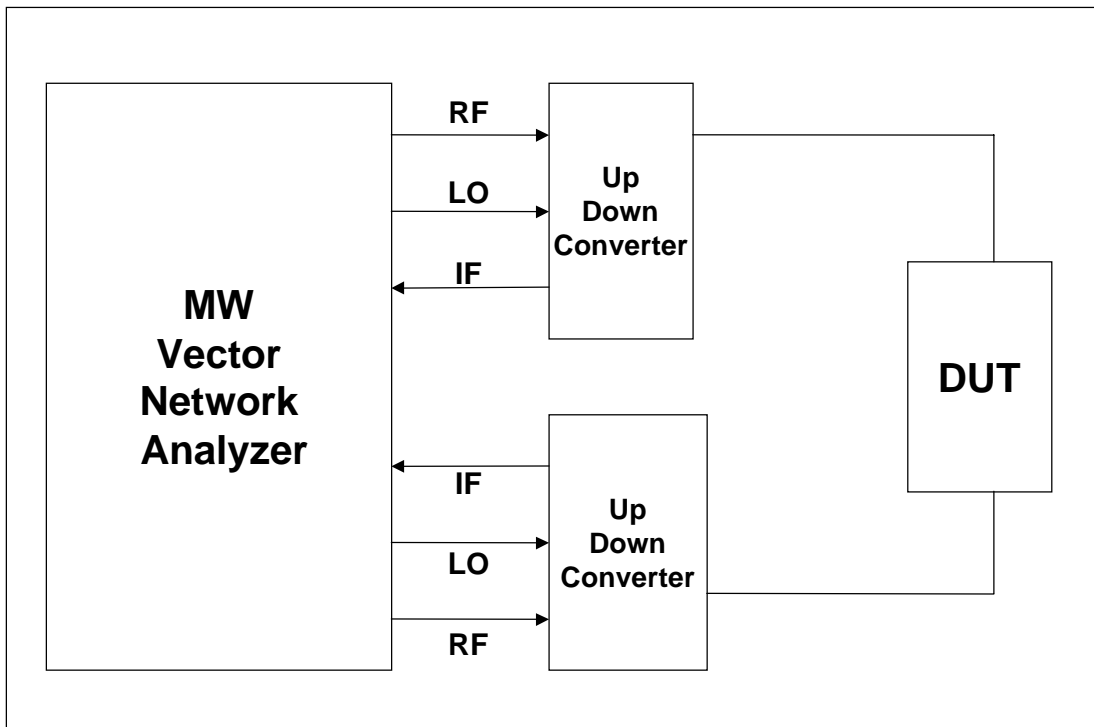 MW
Vector
Network
Analyzer
RF
LO
IF
Up
Down
Converter
IF
LO
RF
Up
Down
Converter
DUT